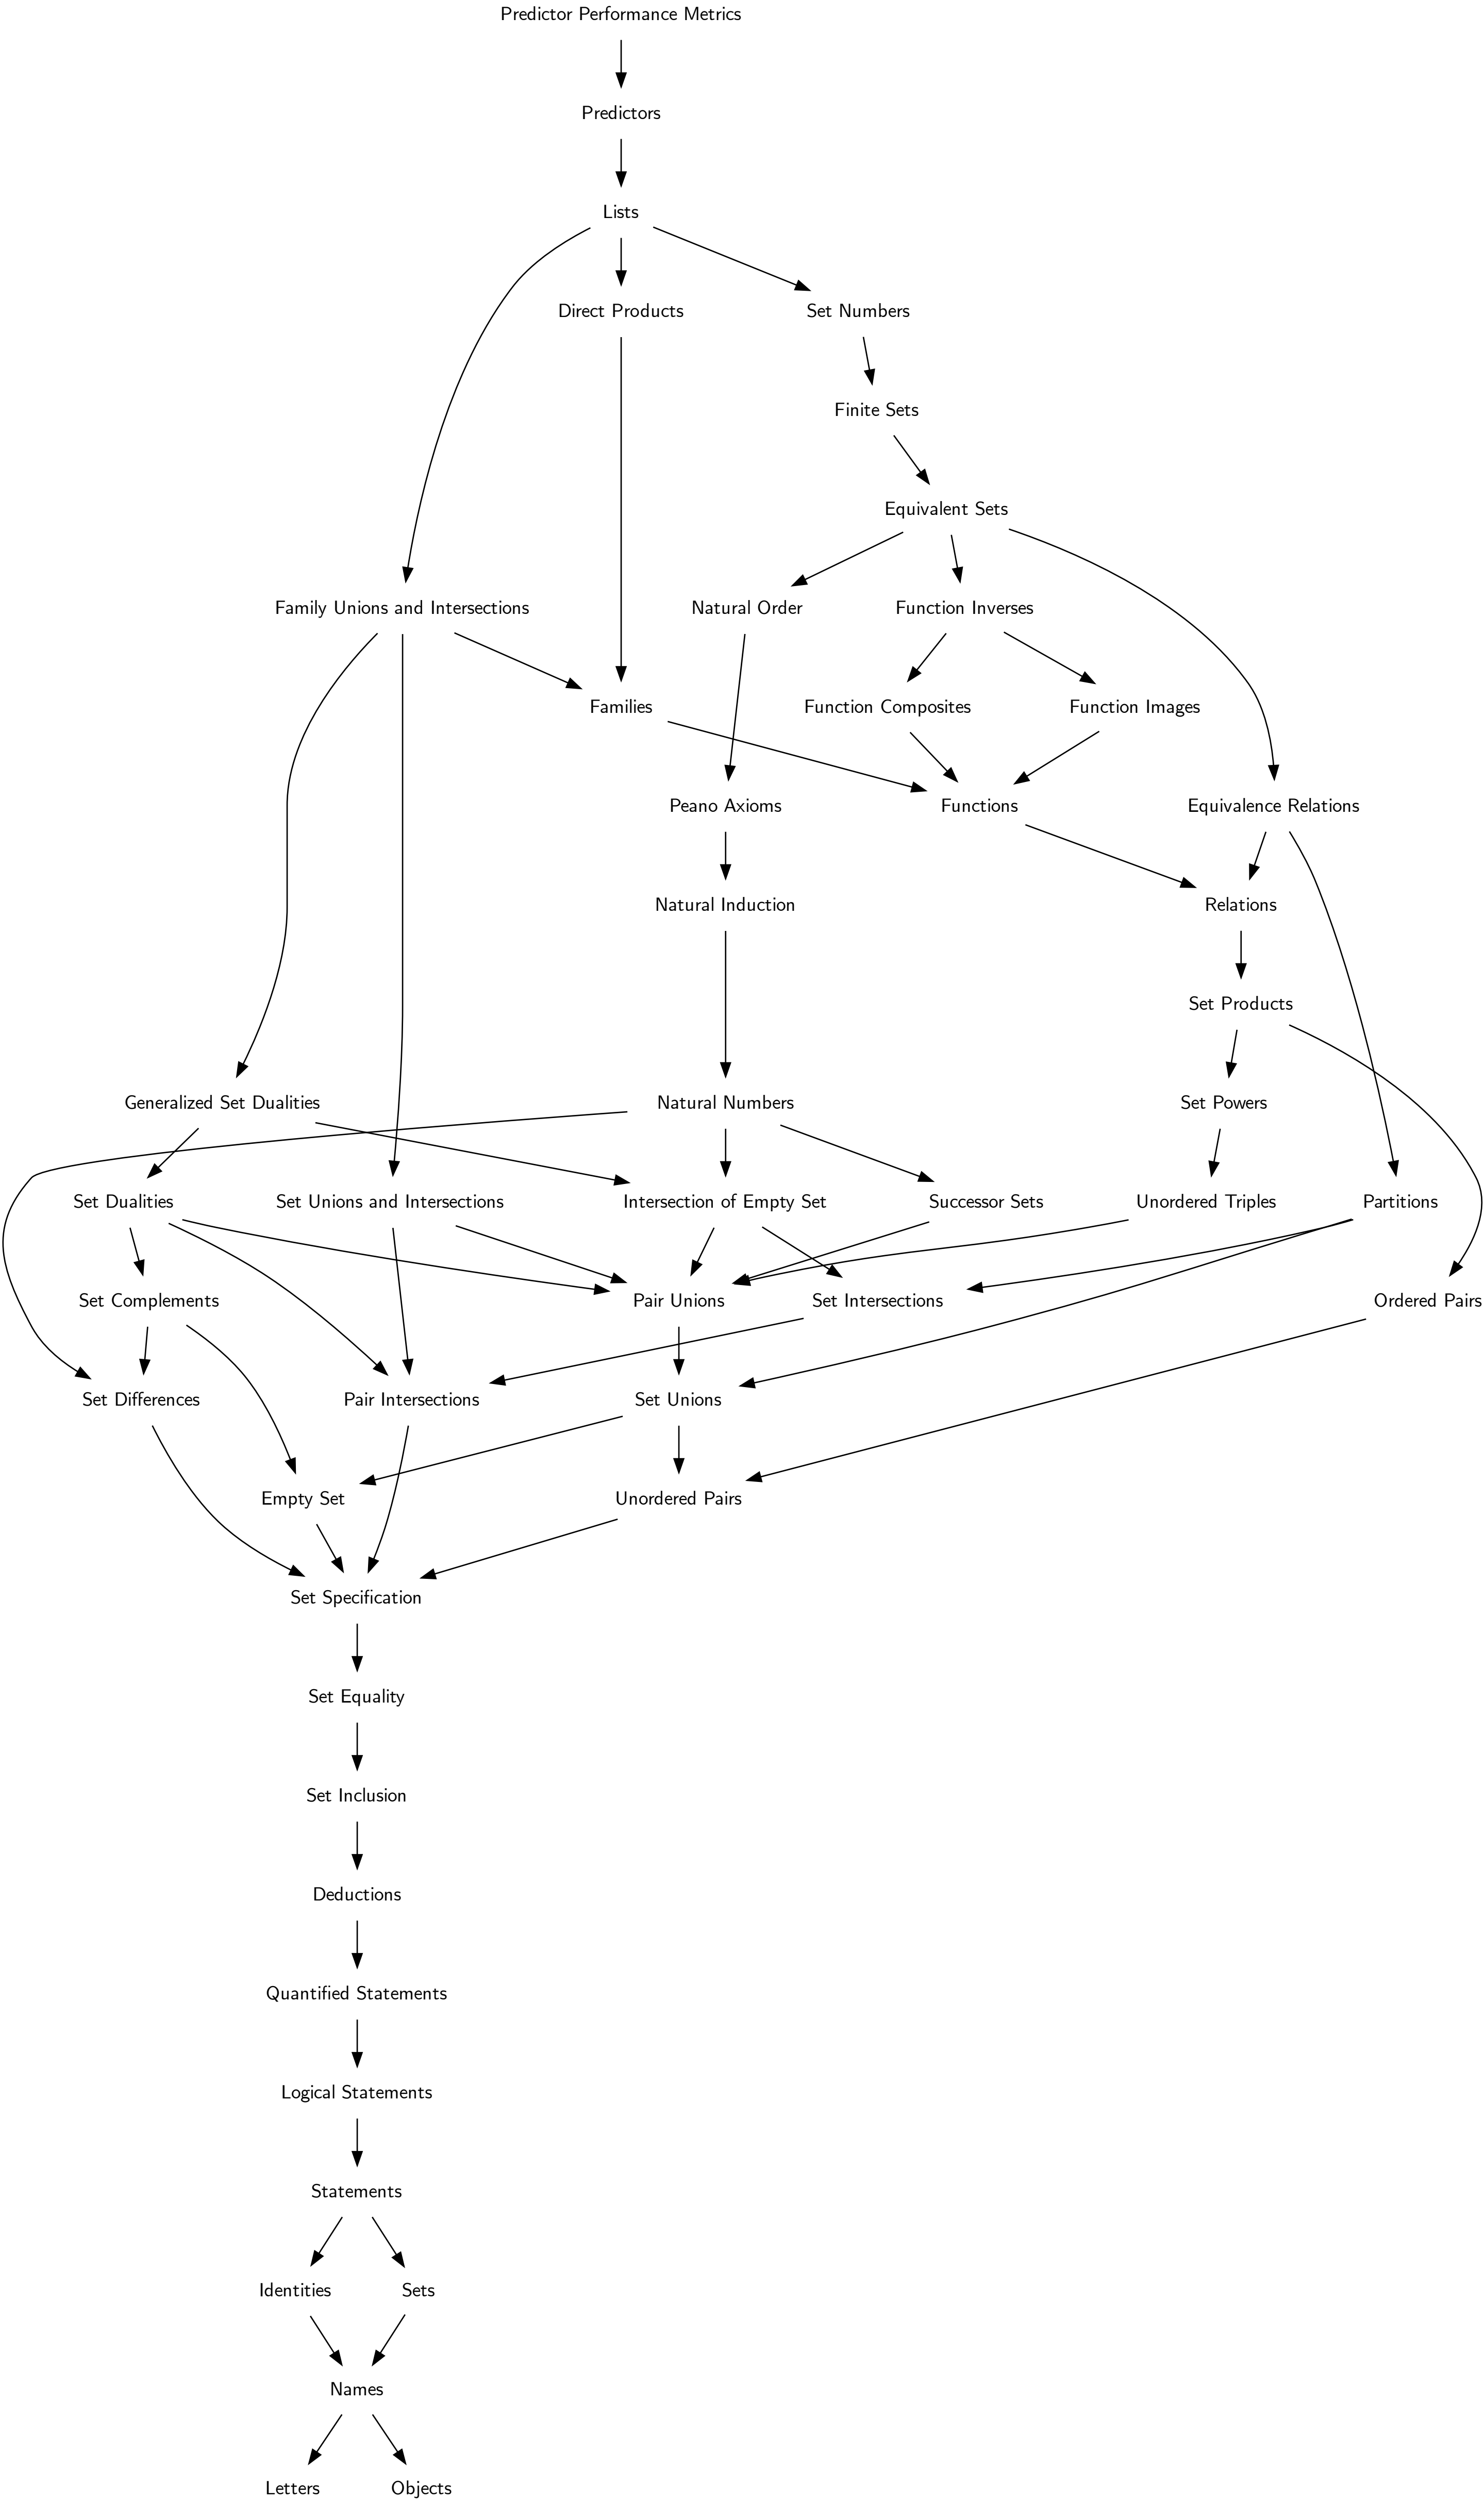 Predictor Performance Metrics
Predictors
Lists
Direct Products
Set Numbers
Finite Sets
Equivalent Sets
Family Unions and Intersections
Natural Order
Function Inverses
Families
Function Composites
Function Images
Peano Axioms
Functions
Equivalence Relations
Natural Induction
Relations
Set Products
Generalized Set Dualities
Natural Numbers
Set Powers
Set Dualities
Set Unions and Intersections
Intersection of Empty Set
Successor Sets
Unordered Triples
Partitions
Set Complements
Pair Unions
Set Intersections
Ordered Pairs
Set Differences
Pair Intersections
Set Unions
Empty Set
Unordered Pairs
Set Specification
Set Equality
Set Inclusion
Deductions
Quantified Statements
Logical Statements
Statements
Identities
Sets
Names
Letters
Objects